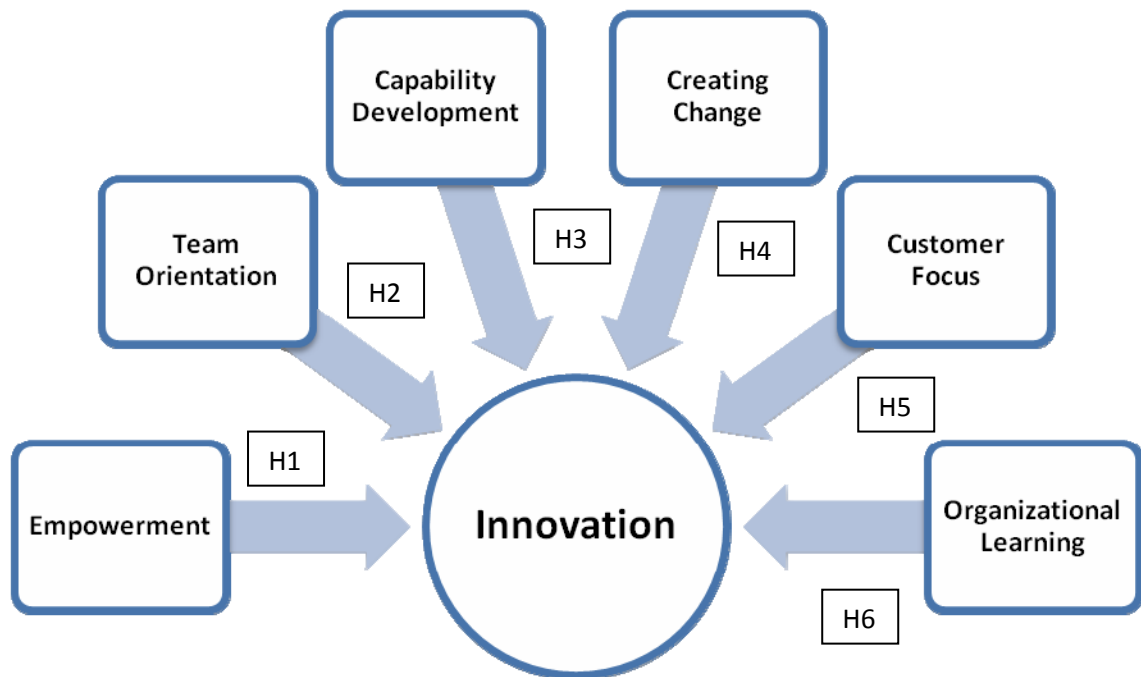 Capability
Development
Creating
Change
H3
H4
Team
Orientation
Customer
Focus
H2
H5
H1
Empowerment
Innovation
Organizational
Learning
H6